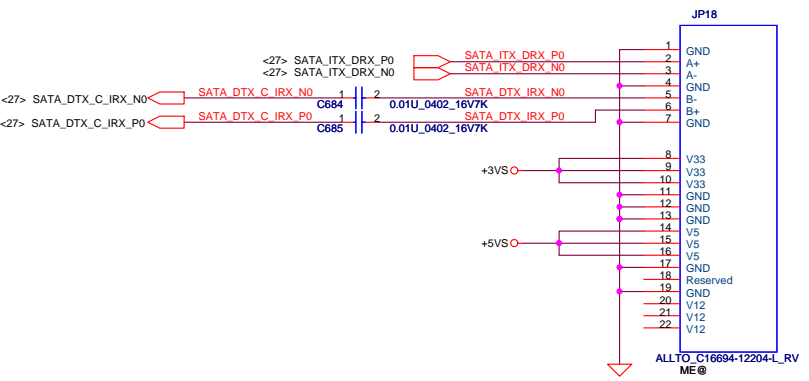 JP18
1 GND
<27> SATA_ITX_DRX_P0 SATA_ITX_DRX_P0 2 A+
<27> SATA_ITX_DRX_N0 SATA_ITX_DRX_N0 3 A-
4 GND
<27> SATA_DTX_C_IRX_N0 SATA_DTX_C_IRX_N0 1 2 SATA_DTX_IRX_N0 5 B-
C684 0.01U_0402_16V7K
6 B+
<27> SATA_DTX_C_IRX_P0 SATA_DTX_C_IRX_P0 1 2 SATA_DTX_IRX_P0 7 GND
C685 0.01U_0402_16V7K
8 V33
+3VS 9 V33
10 V33
11 GND
12 GND
13 GND
14 V5
+5VS 15 V5
16 V5
17 GND
18 Reserved
19 GND
20 V12
21 V12
22 V12
ALLTO_C16694-12204-L_RV
ME@